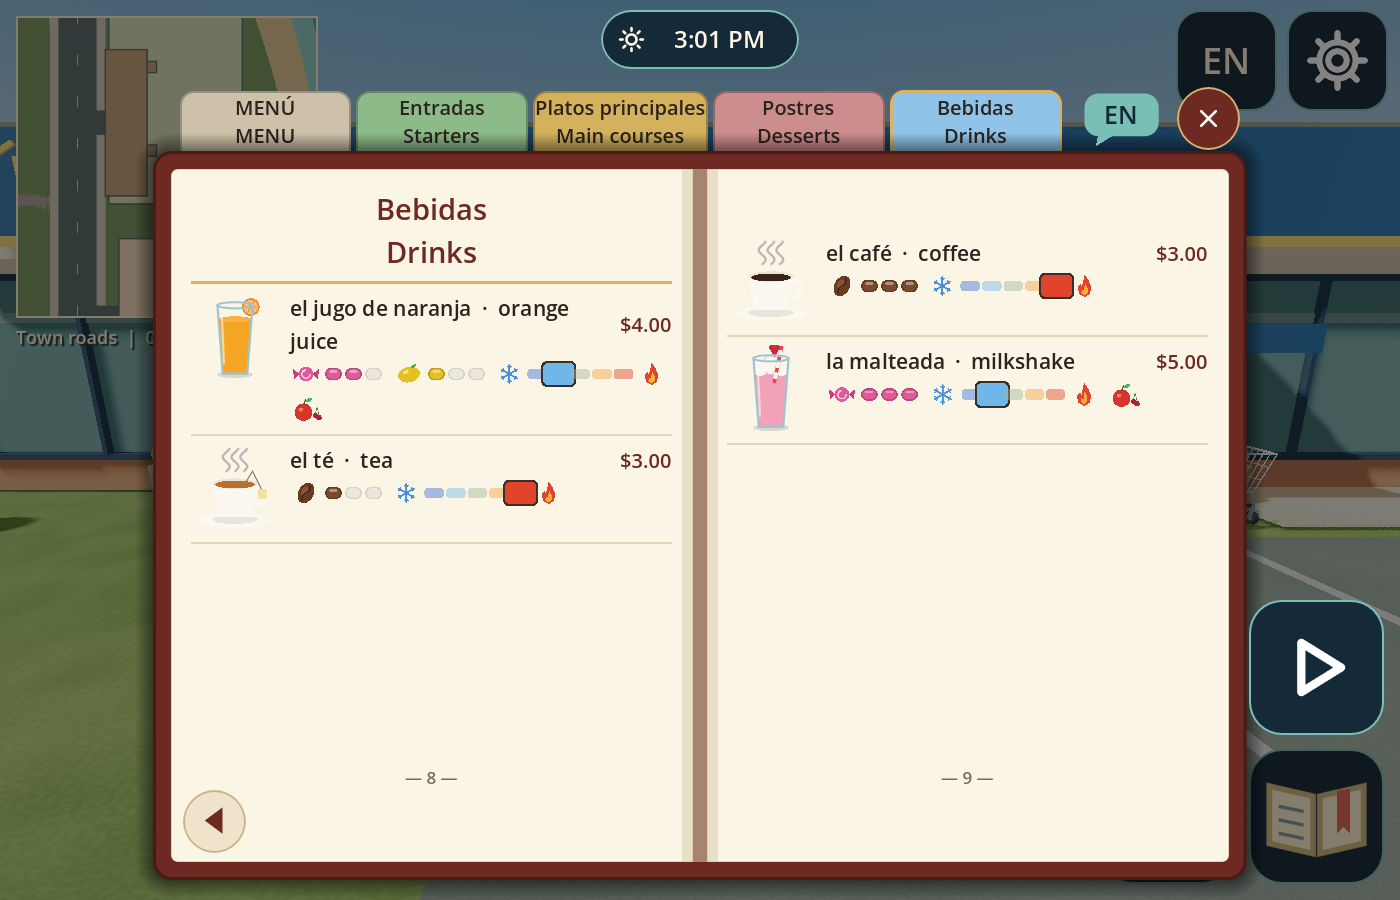 3:01 PM
EN
MENÚ
MENU
Entradas
Starters
Platos principales
Main courses
Postres
Desserts
Bebidas
Drinks
EN
Town roads | 0
Bebidas
Drinks
el jugo de naranja · orange
juice
$4.00
el té · tea
$3.00
— 8 —
el café · coffee
$3.00
la malteada · milkshake
$5.00
— 9 —